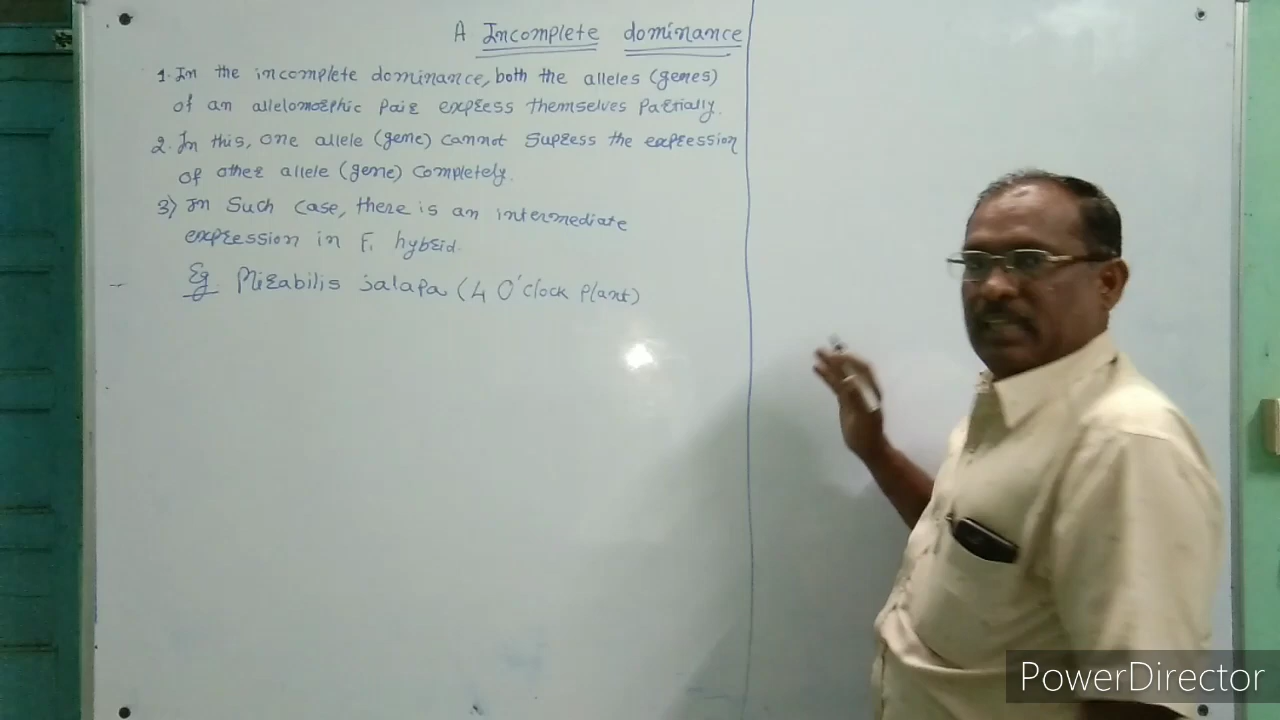 A Incomplete dominance
1. In the incomplete dominance, both the alleles (genes)
of an allelomorphic pair express themselves partially.
2. In this, one allele (gene) cannot supress the expression
of other allele (gene) completely.
3) In Such case, there is an intermediate
expression in F₁ hybrid.
Eg Mirabilis jalapa (4 O'clock plant)
PowerDirector